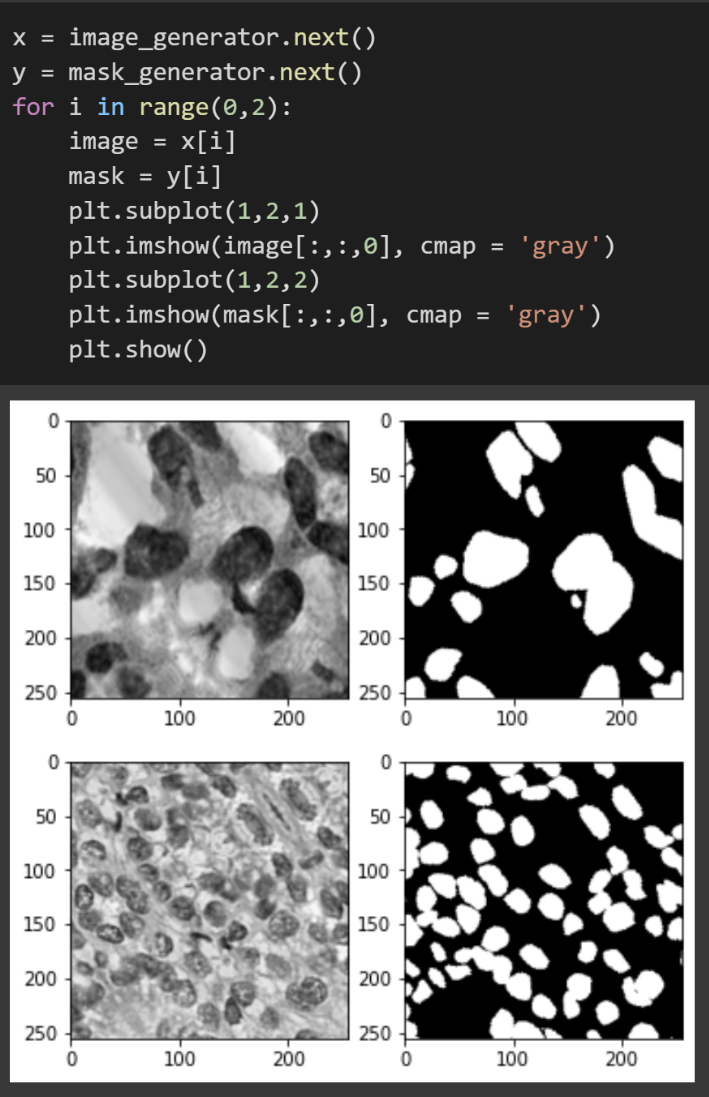 x = image_generator.next()
y = mask_generator.next()
for i in range(0,2):
    image = x[i]
    mask = y[i]
    plt.subplot(1,2,1)
    plt.imshow(image[:,:,0], cmap = 'gray')
    plt.subplot(1,2,2)
    plt.imshow(mask[:,:,0], cmap = 'gray')
    plt.show()
0 0
50 50
100 100
150 150
200 200
250 250
0 100 200 0 100 200
0 0
50 50
100 100
150 150
200 200
250 250
0 100 200 0 100 200